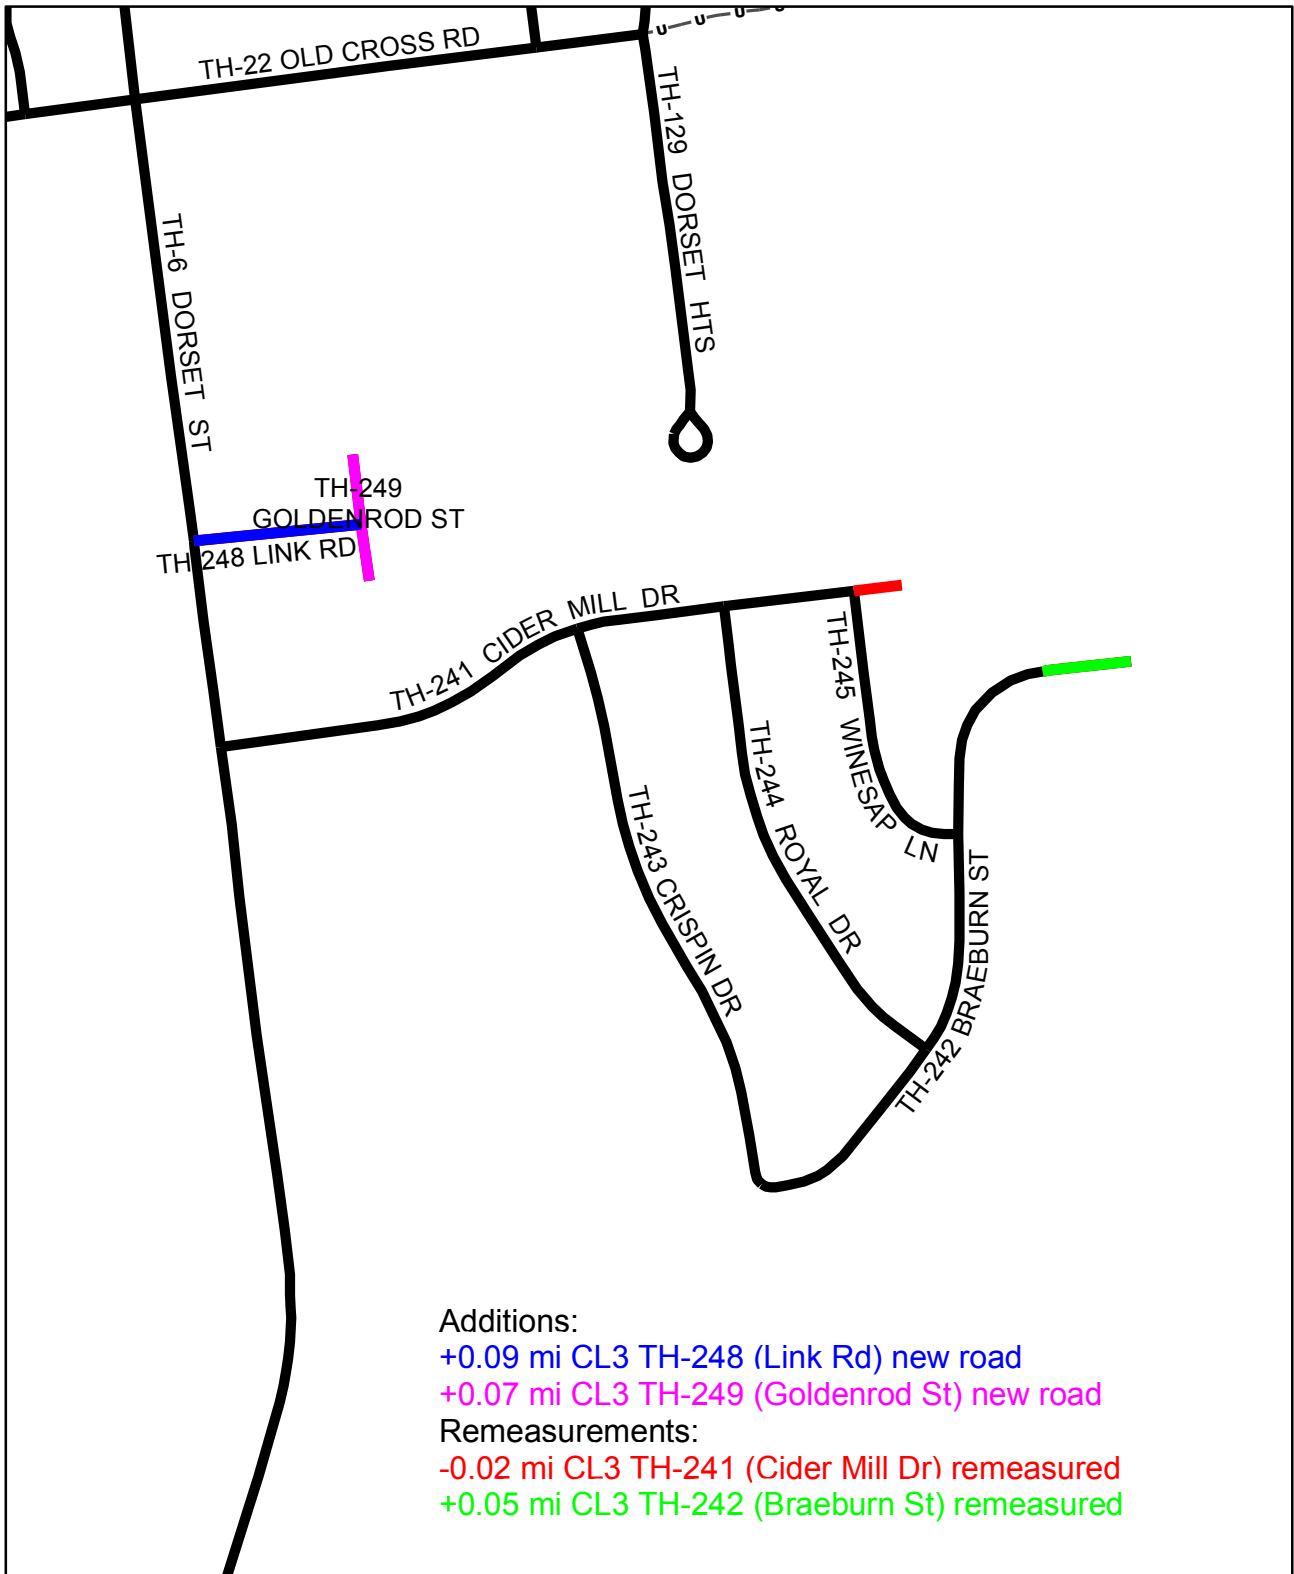 TH-22 OLD CROSS RD
TH-129 DORSET HTS
TH-6 DORSET ST
TH-249
GOLDENROD ST
TH-248 LINK RD
TH-241 CIDER MILL DR
TH-245 WINESAP LN
TH-244 ROYAL DR
TH-243 CRISPIN DR
TH-242 BRAEBURN ST
U U U U
Additions:
+0.09 mi CL3 TH-248 (Link Rd) new road
+0.07 mi CL3 TH-249 (Goldenrod St) new road
Remeasurements:
-0.02 mi CL3 TH-241 (Cider Mill Dr) remeasured
+0.05 mi CL3 TH-242 (Braeburn St) remeasured